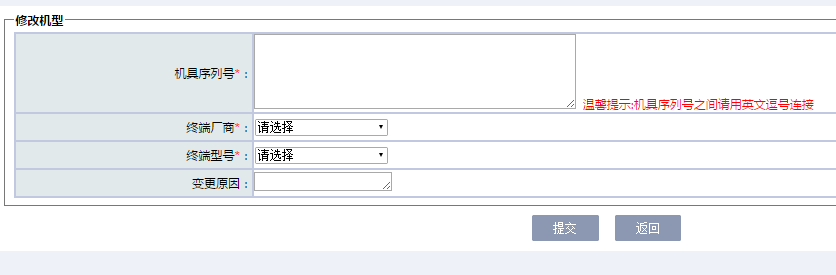 修改机型
机具序列号*：
温馨提示:机具序列号之间请用英文逗号连接
终端厂商*： 请选择
终端型号*： 请选择
变更原因：
提交 返回